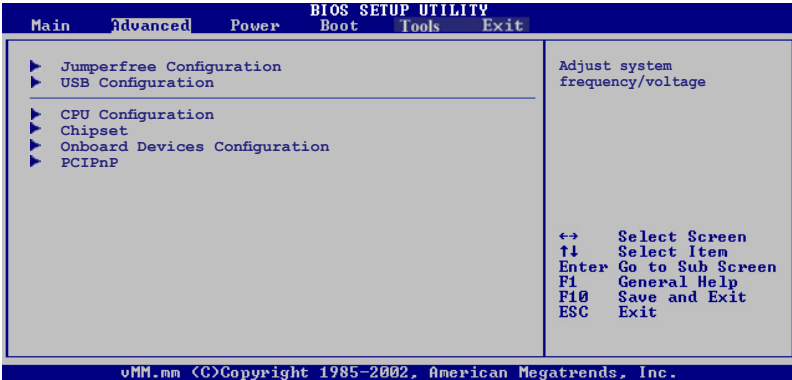 BIOS SETUP UTILITY
Main Advanced Power Boot Tools Exit
Jumperfree Configuration
USB Configuration
CPU Configuration
Chipset
Onboard Devices Configuration
PCIPnP
Adjust system
frequency/voltage
←→ Select Screen
↑↓ Select Item
Enter Go to Sub Screen
F1 General Help
F10 Save and Exit
ESC Exit
vMM.mm (C)Copyright 1985-2002, American Megatrends, Inc.